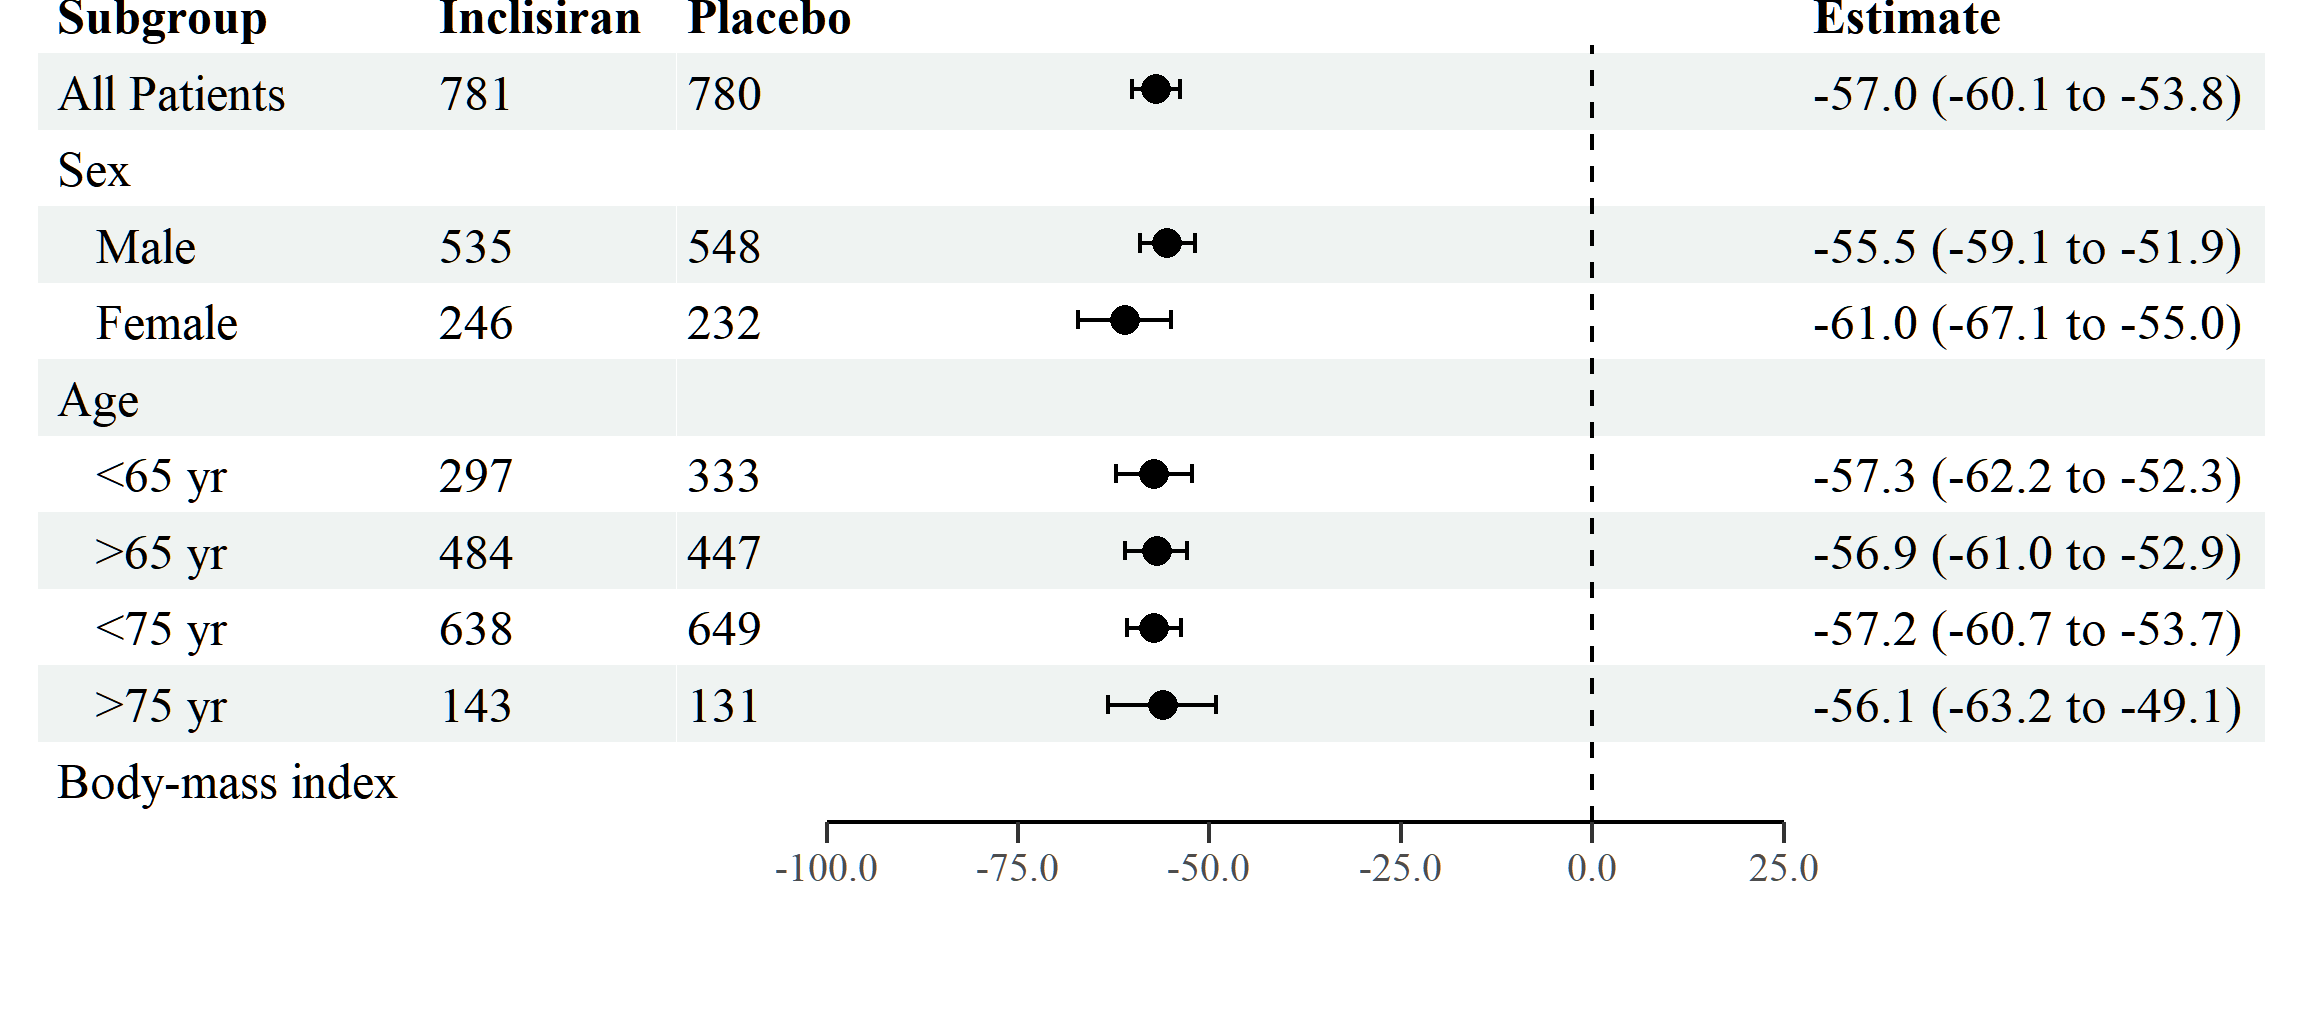 Subgroup Inclisiran Placebo Estimate
All Patients 781 780 -57.0 (-60.1 to -53.8)
Sex
Male 535 548 -55.5 (-59.1 to -51.9)
Female 246 232 -61.0 (-67.1 to -55.0)
Age
<65 yr 297 333 -57.3 (-62.2 to -52.3)
>65 yr 484 447 -56.9 (-61.0 to -52.9)
<75 yr 638 649 -57.2 (-60.7 to -53.7)
>75 yr 143 131 -56.1 (-63.2 to -49.1)
Body-mass index
-100.0 -75.0 -50.0 -25.0 0.0 25.0